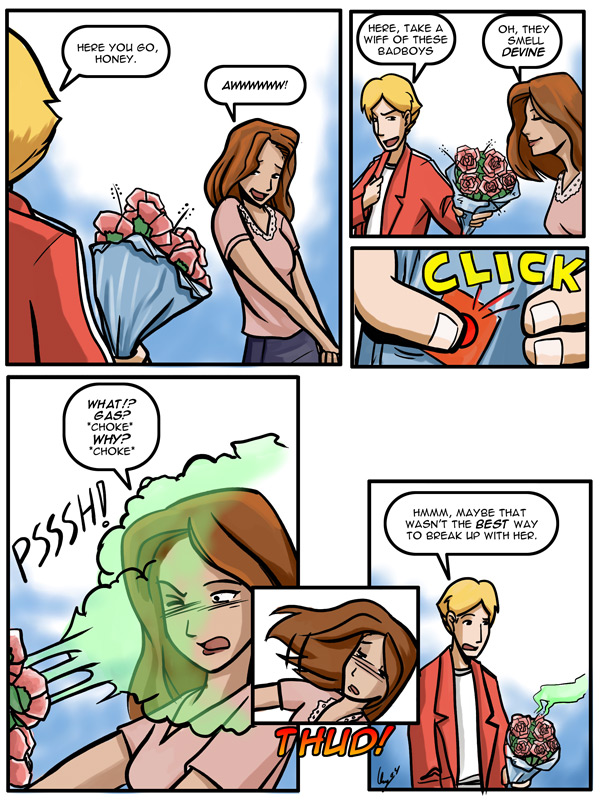 HERE YOU GO,
HONEY.
AWWWWWW!
HERE, TAKE A
WIFF OF THESE
BADBOYS
OH, THEY
SMELL
DEVINE
CLICK
WHAT!?
GAS?
*CHOKE*
WHY?
*CHOKE*
PSSSH!
THUD!
HMMM, MAYBE THAT
WASN'T THE BEST WAY
TO BREAK UP WITH HER.